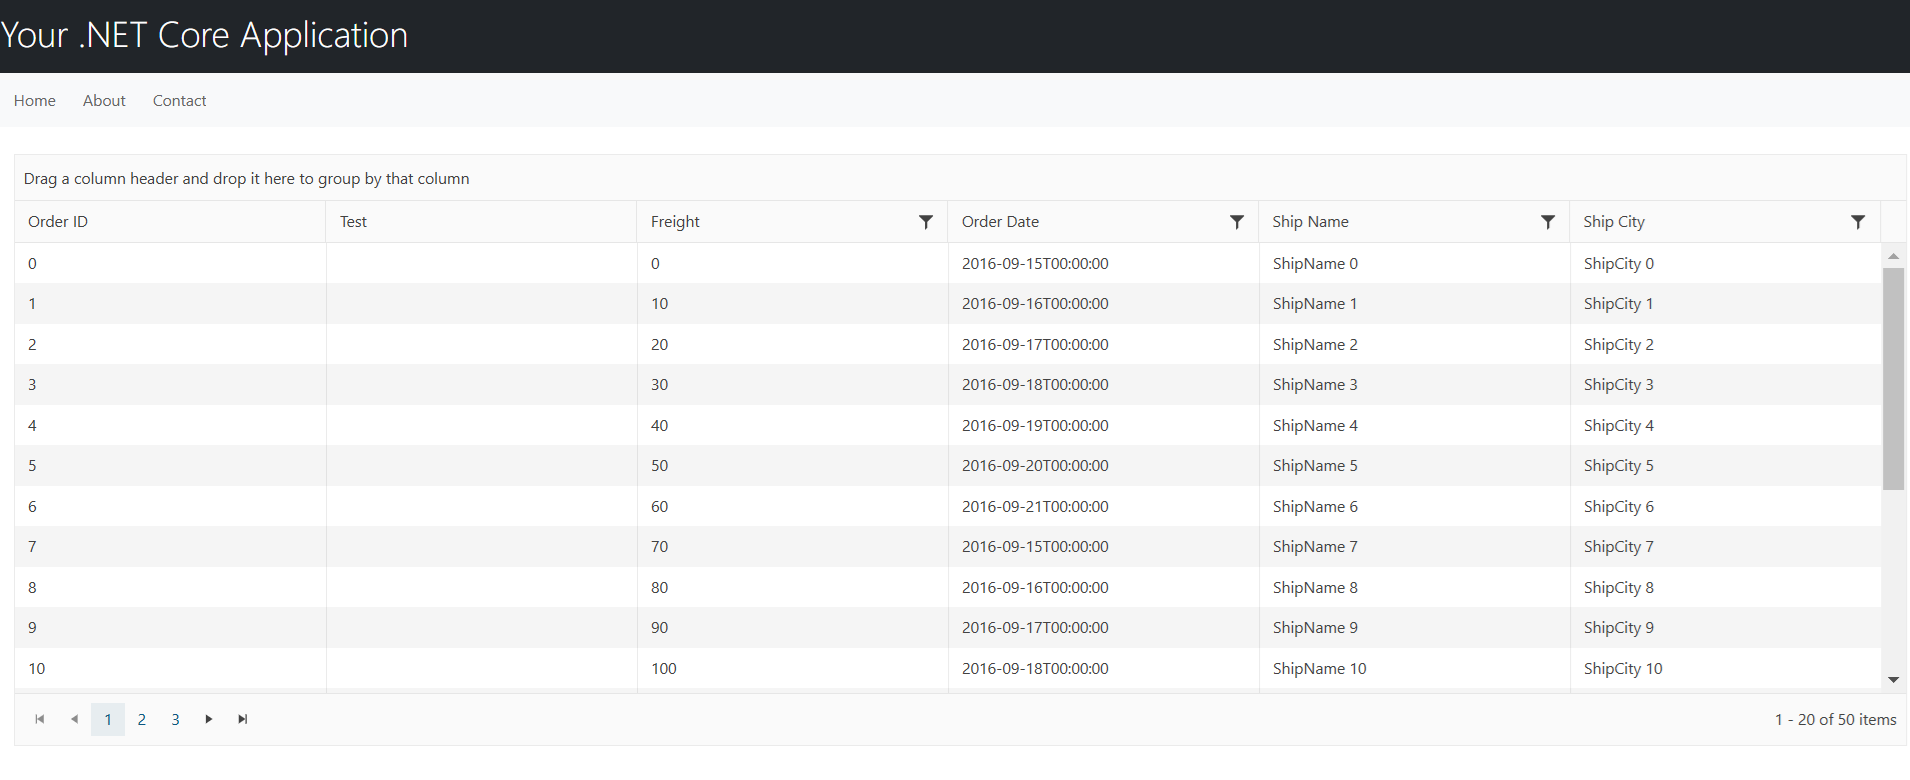 Your .NET Core Application
Home About Contact
Drag a column header and drop it here to group by that column
Order ID Test Freight Order Date Ship Name Ship City
0 0 2016-09-15T00:00:00 ShipName 0 ShipCity 0
1 10 2016-09-16T00:00:00 ShipName 1 ShipCity 1
2 20 2016-09-17T00:00:00 ShipName 2 ShipCity 2
3 30 2016-09-18T00:00:00 ShipName 3 ShipCity 3
4 40 2016-09-19T00:00:00 ShipName 4 ShipCity 4
5 50 2016-09-20T00:00:00 ShipName 5 ShipCity 5
6 60 2016-09-21T00:00:00 ShipName 6 ShipCity 6
7 70 2016-09-15T00:00:00 ShipName 7 ShipCity 7
8 80 2016-09-16T00:00:00 ShipName 8 ShipCity 8
9 90 2016-09-17T00:00:00 ShipName 9 ShipCity 9
10 100 2016-09-18T00:00:00 ShipName 10 ShipCity 10
1 2 3 1 - 20 of 50 items